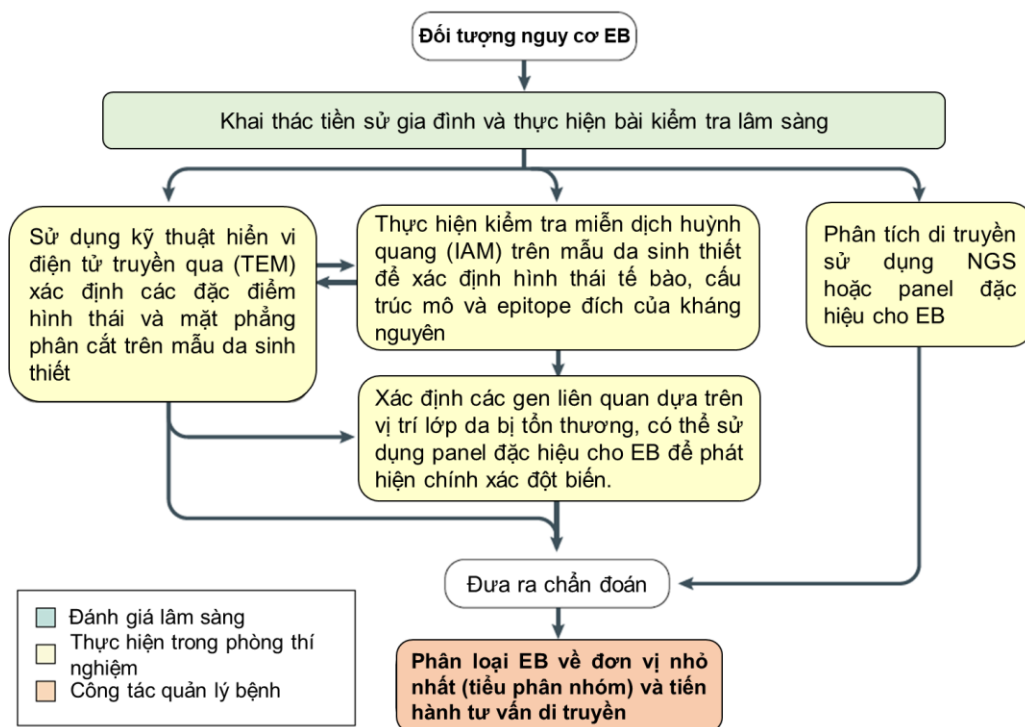 Đối tượng nguy cơ EB
Khai thác tiền sử gia đình và thực hiện bài kiểm tra lâm sàng
Sử dụng kỹ thuật hiển vi
điện tử truyền qua (TEM)
xác định các đặc điểm
hình thái và mặt phẳng
phân cắt trên mẫu da sinh
thiết
Thực hiện kiểm tra miễn dịch huỳnh
quang (IAM) trên mẫu da sinh thiết
để xác định hình thái tế bào, cấu
trúc mô và epitope đích của kháng
nguyên
Phân tích di truyền
sử dụng NGS
hoặc panel đặc
hiệu cho EB
Xác định các gen liên quan dựa trên
vị trí lớp da bị tổn thương, có thể sử
dụng panel đặc hiệu cho EB để phát
hiện chính xác đột biến.
Đưa ra chẩn đoán
Phân loại EB về đơn vị nhỏ
nhất (tiểu phân nhóm) và tiến
hành tư vấn di truyền
Đánh giá lâm sàng
Thực hiện trong phòng thí
nghiệm
Công tác quản lý bệnh